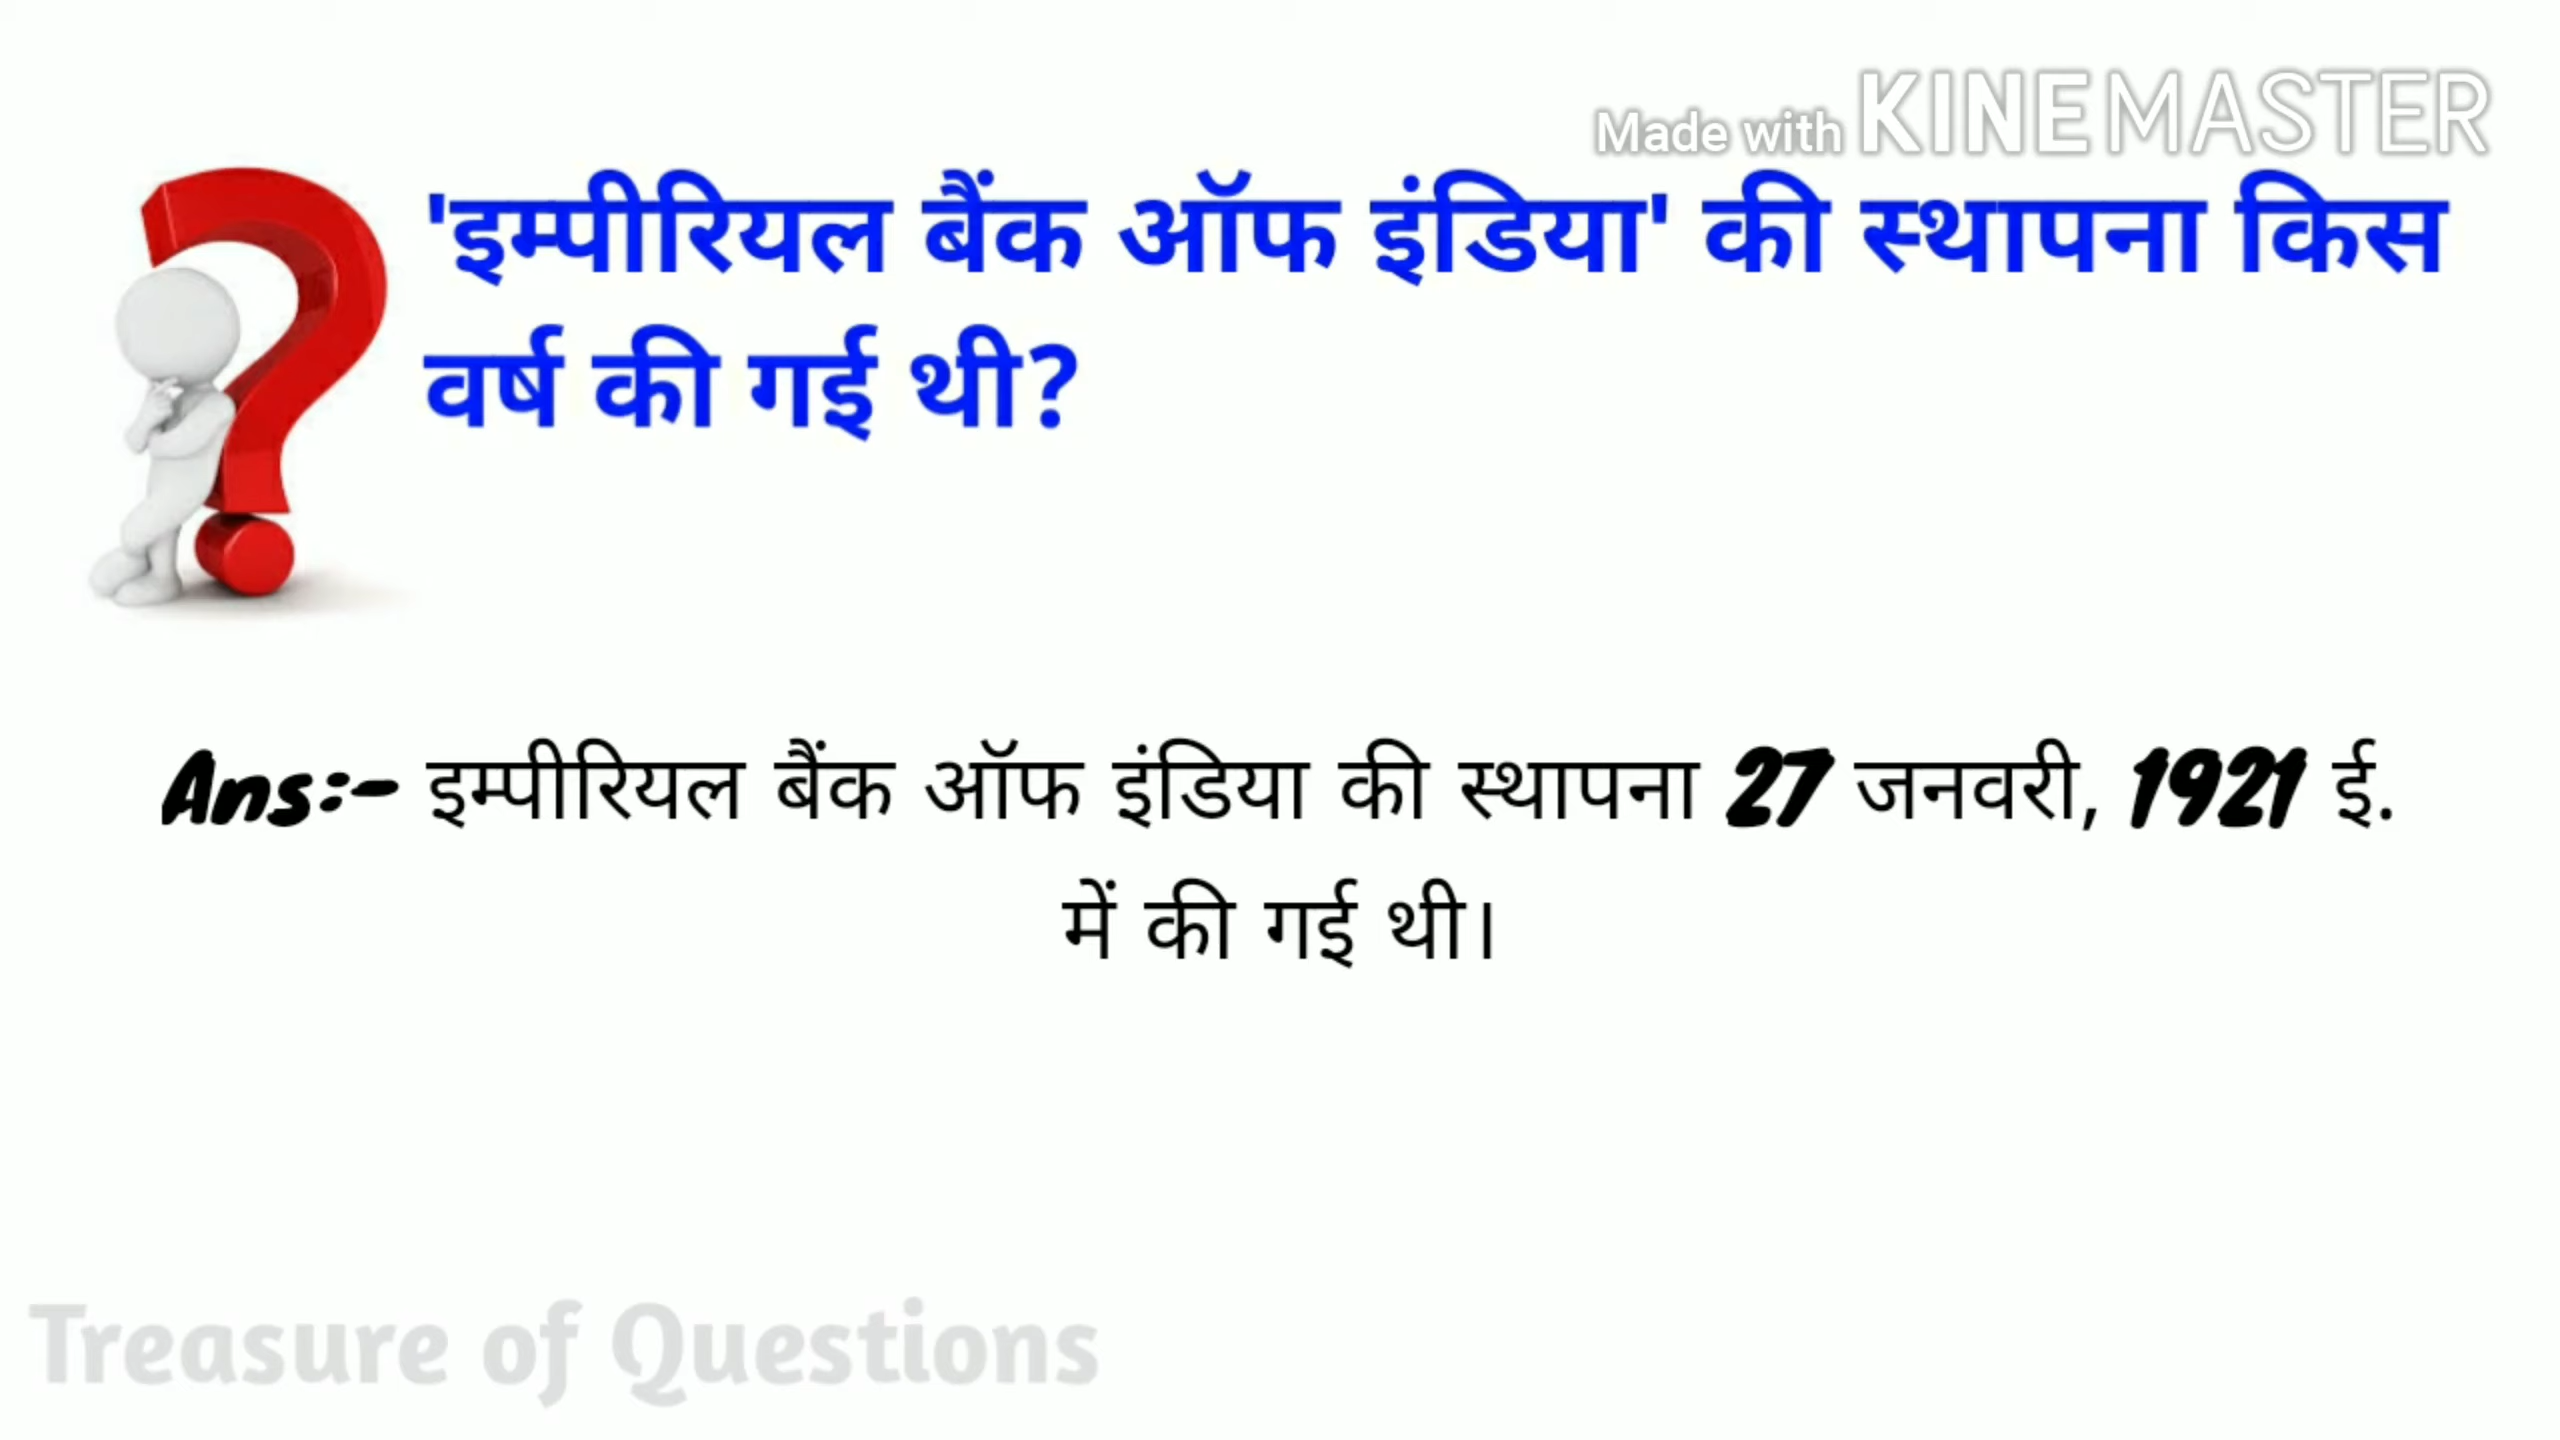 Made with KINEMASTER
'इम्पीरियल बैंक ऑफ इंडिया' की स्थापना किस
वर्ष की गई थी?
Ans:- इम्पीरियल बैंक ऑफ इंडिया की स्थापना 27 जनवरी, 1921 ई.
में की गई थी।
Treasure of Questions